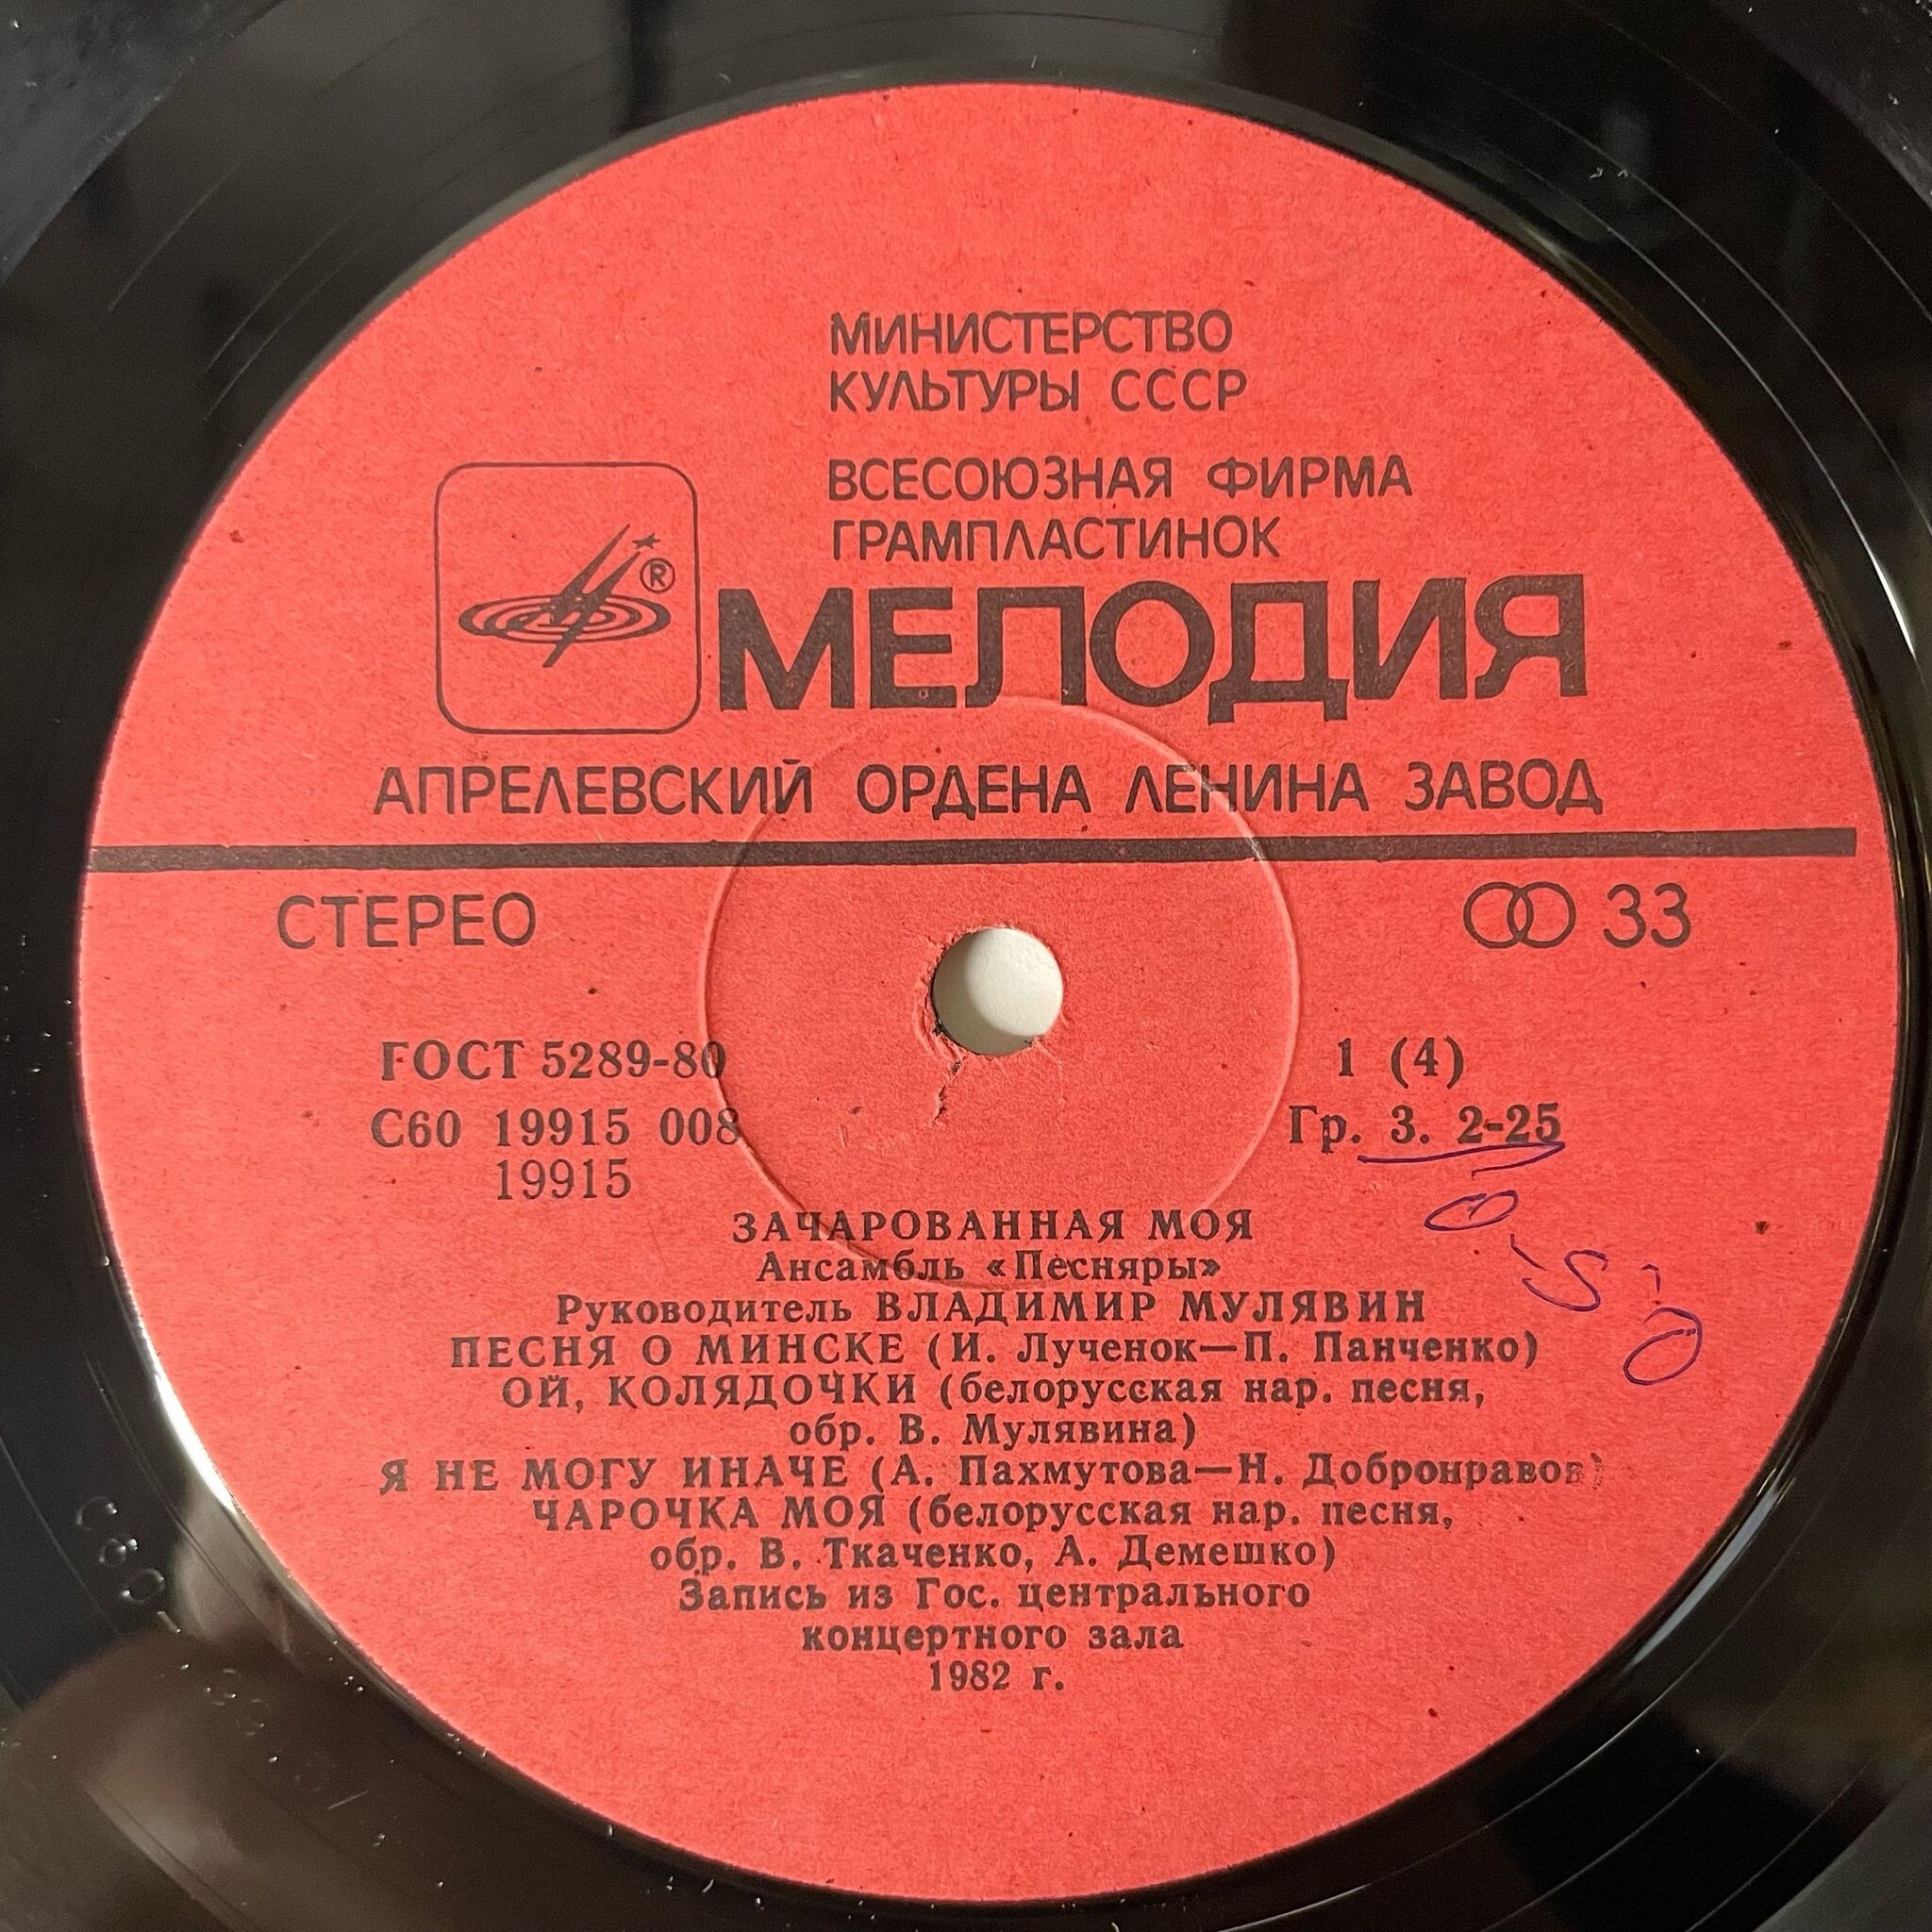 МИНИСТЕРСТВО
КУЛЬТУРЫ СССР
ВСЕСОЮЗНАЯ ФИРМА
ГРАМПЛАСТИНОК
®
МЕЛОДИЯ
АПРЕЛЕВСКИЙ ОРДЕНА ЛЕНИНА ЗАВОД
СТЕРЕО
33
ГОСТ 5289-80
1 (4)
С60 19915 008
Гр. 3. 2-25
19915
ЗАЧАРОВАННАЯ МОЯ
Ансамбль «Песняры»
Руководитель ВЛАДИМИР МУЛЯВИН
ПЕСНЯ О МИНСКЕ (И. Лученок—П. Панченко)
ОЙ, КОЛЯДОЧКИ (белорусская нар. песня,
обр. В. Мулявина)
Я НЕ МОГУ ИНАЧЕ (А. Пахмутова—Н. Добронравов)
ЧАРОЧКА МОЯ (белорусская нар. песня,
обр. В. Ткаченко, А. Демешко)
Запись из Гос. центрального
концертного зала
1982 г.